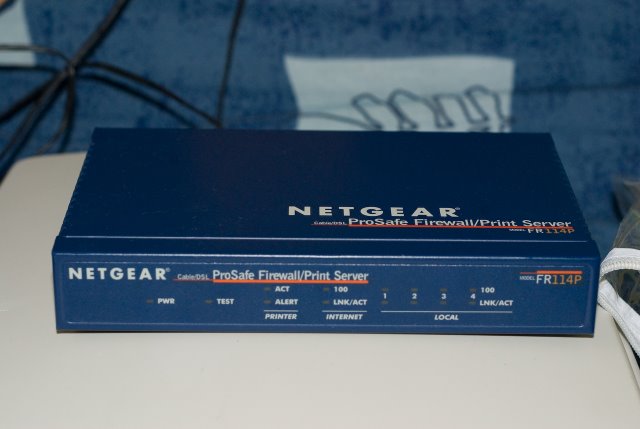 NETGEAR®
Cable/DSL ProSafe Firewall/Print Server
MODEL FR114P
NETGEAR® Cable/DSL ProSafe Firewall/Print Server MODEL FR114P
ACT 100 100
PWR TEST ALERT LNK/ACT 1 2 3 4 LNK/ACT
PRINTER INTERNET LOCAL